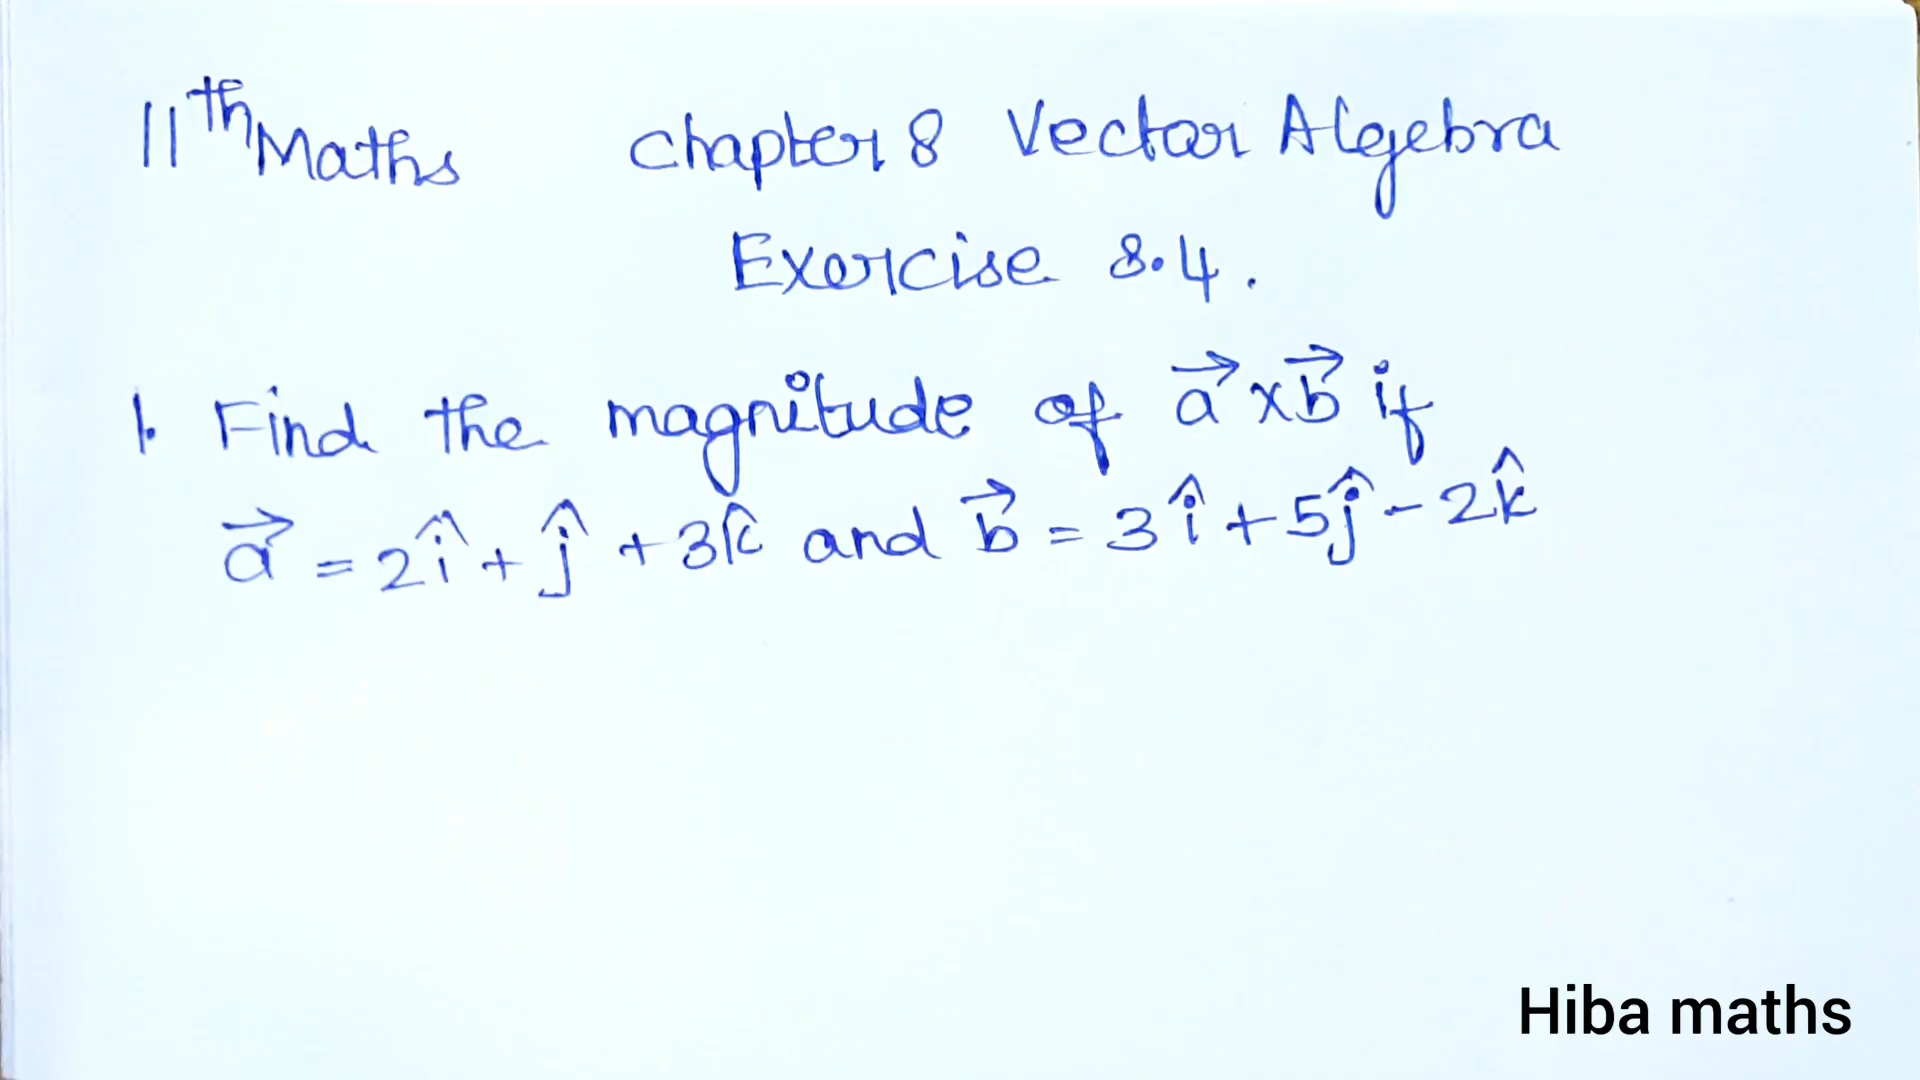 11th Maths chapter 8 Vector Algebra
Exercise 8.4.
1. Find the magnitude of a⃗ × b⃗ if
a⃗ = 2î + ĵ + 3k̂ and b⃗ = 3î + 5ĵ - 2k̂
Hiba maths